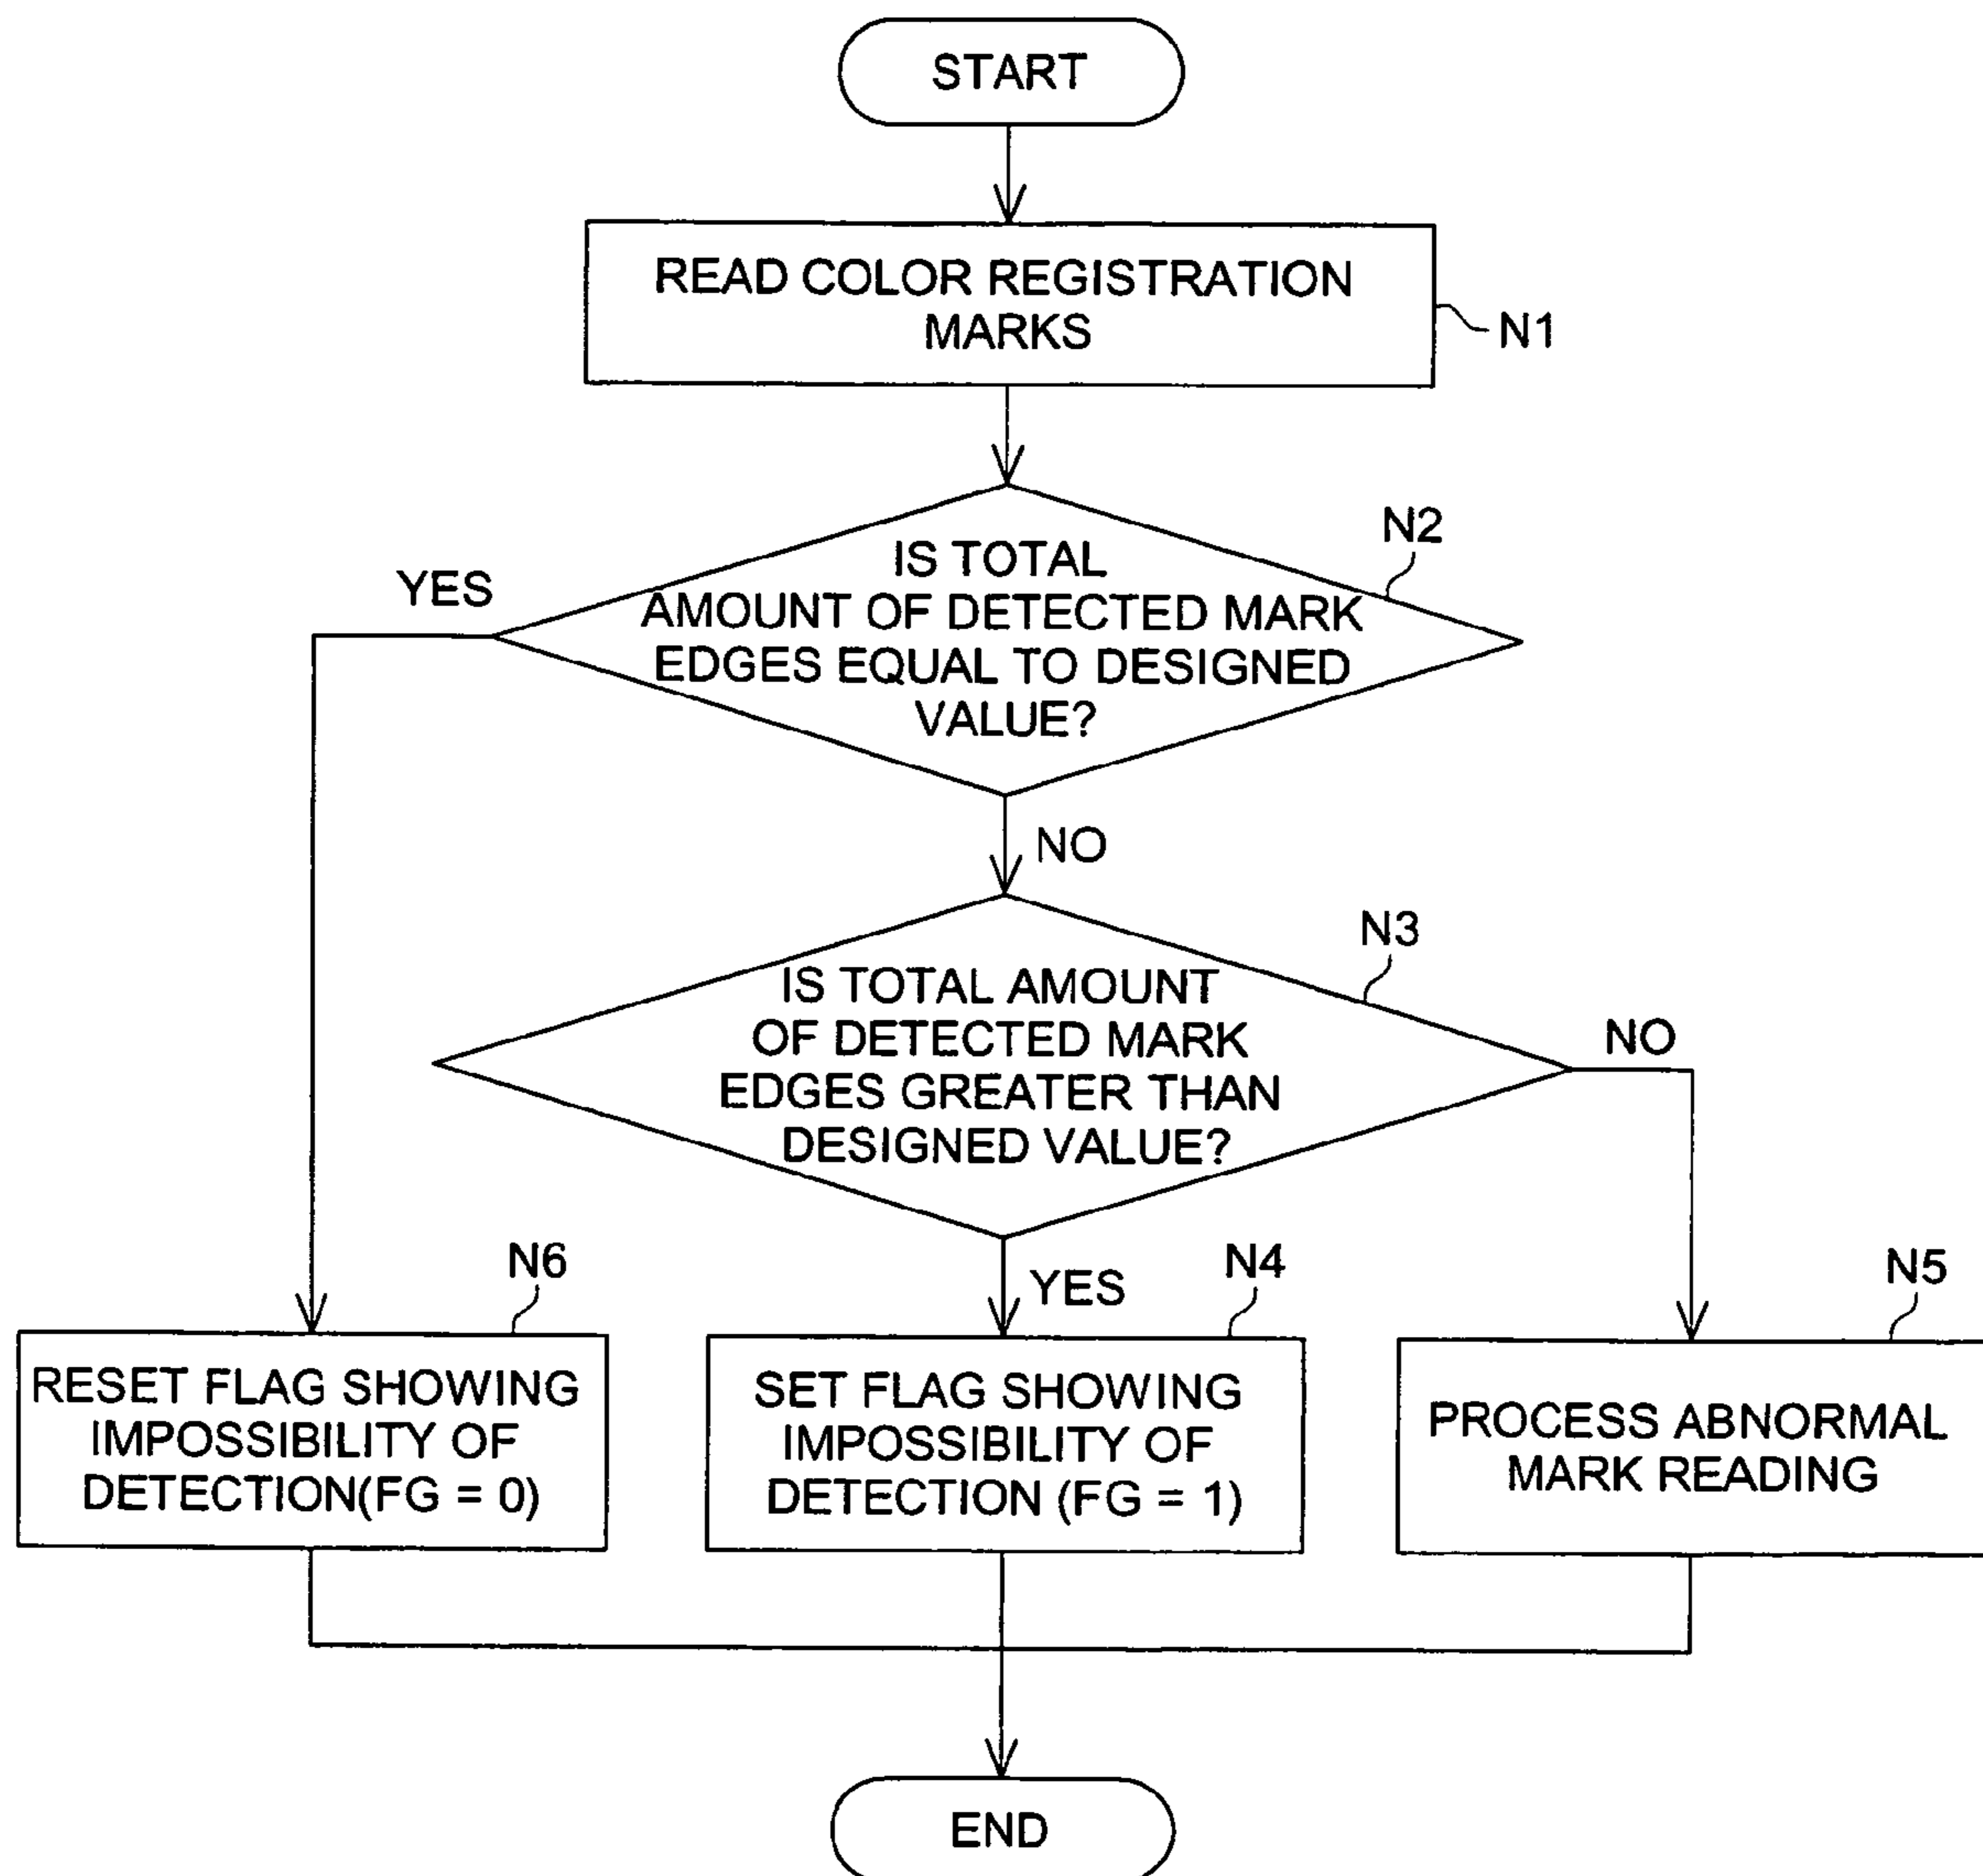 START
READ COLOR REGISTRATION
MARKS
N1
N2
YES
IS TOTAL
AMOUNT OF DETECTED MARK
EDGES EQUAL TO DESIGNED
VALUE?
NO
N3
IS TOTAL AMOUNT
OF DETECTED MARK
EDGES GREATER THAN
DESIGNED VALUE?
NO
N6
YES
N4
N5
RESET FLAG SHOWING
IMPOSSIBILITY OF
DETECTION(FG = 0)
SET FLAG SHOWING
IMPOSSIBILITY OF
DETECTION (FG = 1)
PROCESS ABNORMAL
MARK READING
END